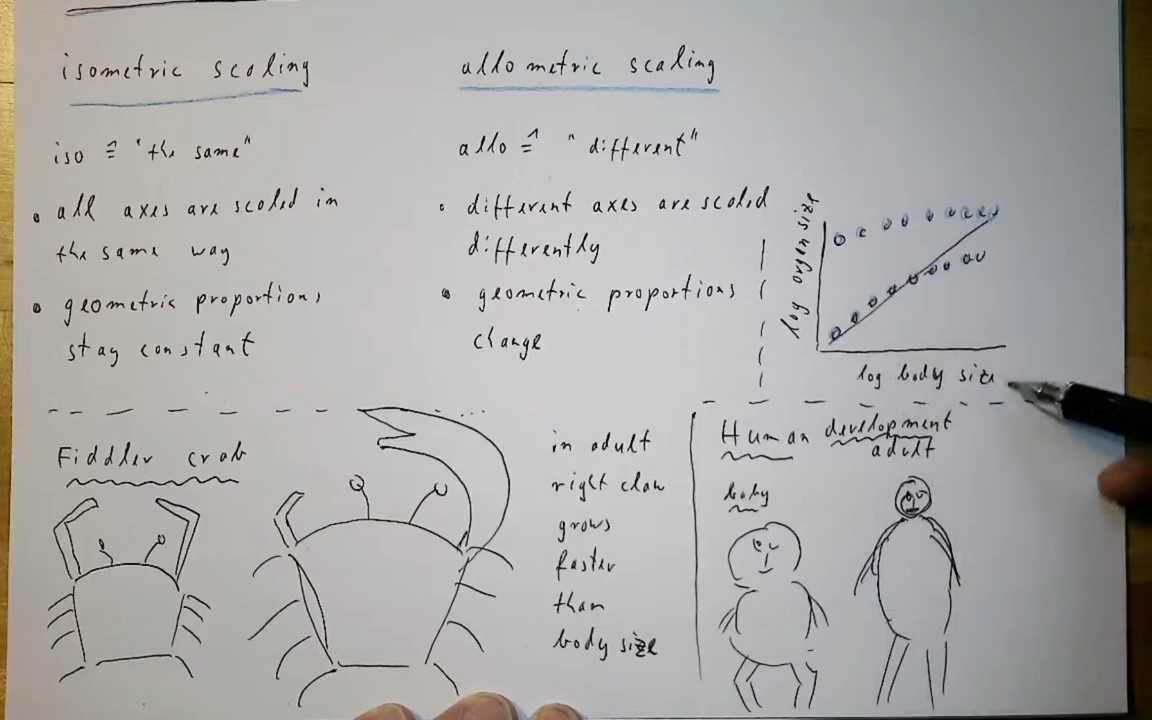 isometric scaling
iso ≙ "the same"
• all axes are scaled in
the same way
• geometric proportions
stay constant
allometric scaling
allo ≙ "different"
• different axes are scaled
differently
• geometric proportions
change
log organ size
log body size
Fiddler crab
in adult
right claw
grows
faster
than
body size
Human development
baby
adult